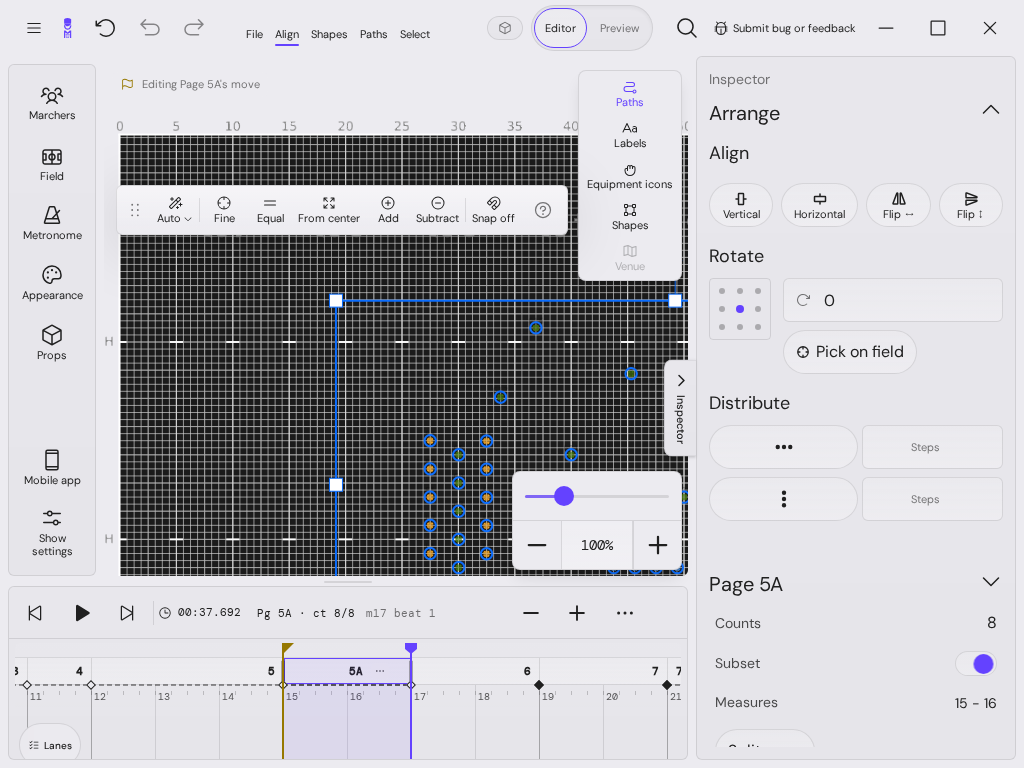 File Align Shapes Paths Select
Editor Preview
Submit bug or feedback
Editing Page 5A's move
Marchers
Field
Metronome
Appearance
Props
Mobile app
Show
settings
0 5 10 15 20 25 30 35 40
Paths
Aa
Labels
Equipment icons
Shapes
Venue
Auto Fine Equal From center Add Subtract Snap off
H
H
Inspector
100%
Inspector
Arrange
Align
Vertical Horizontal Flip ↔ Flip ↕
Rotate
0
Pick on field
Distribute
Steps
Steps
Page 5A
Counts 8
Subset
Measures 15 - 16
00:37.692 Pg 5A · ct 8/8 m17 beat 1
4 5 5A ··· 6 7
11 12 13 14 15 16 17 18 19 20 21
Lanes